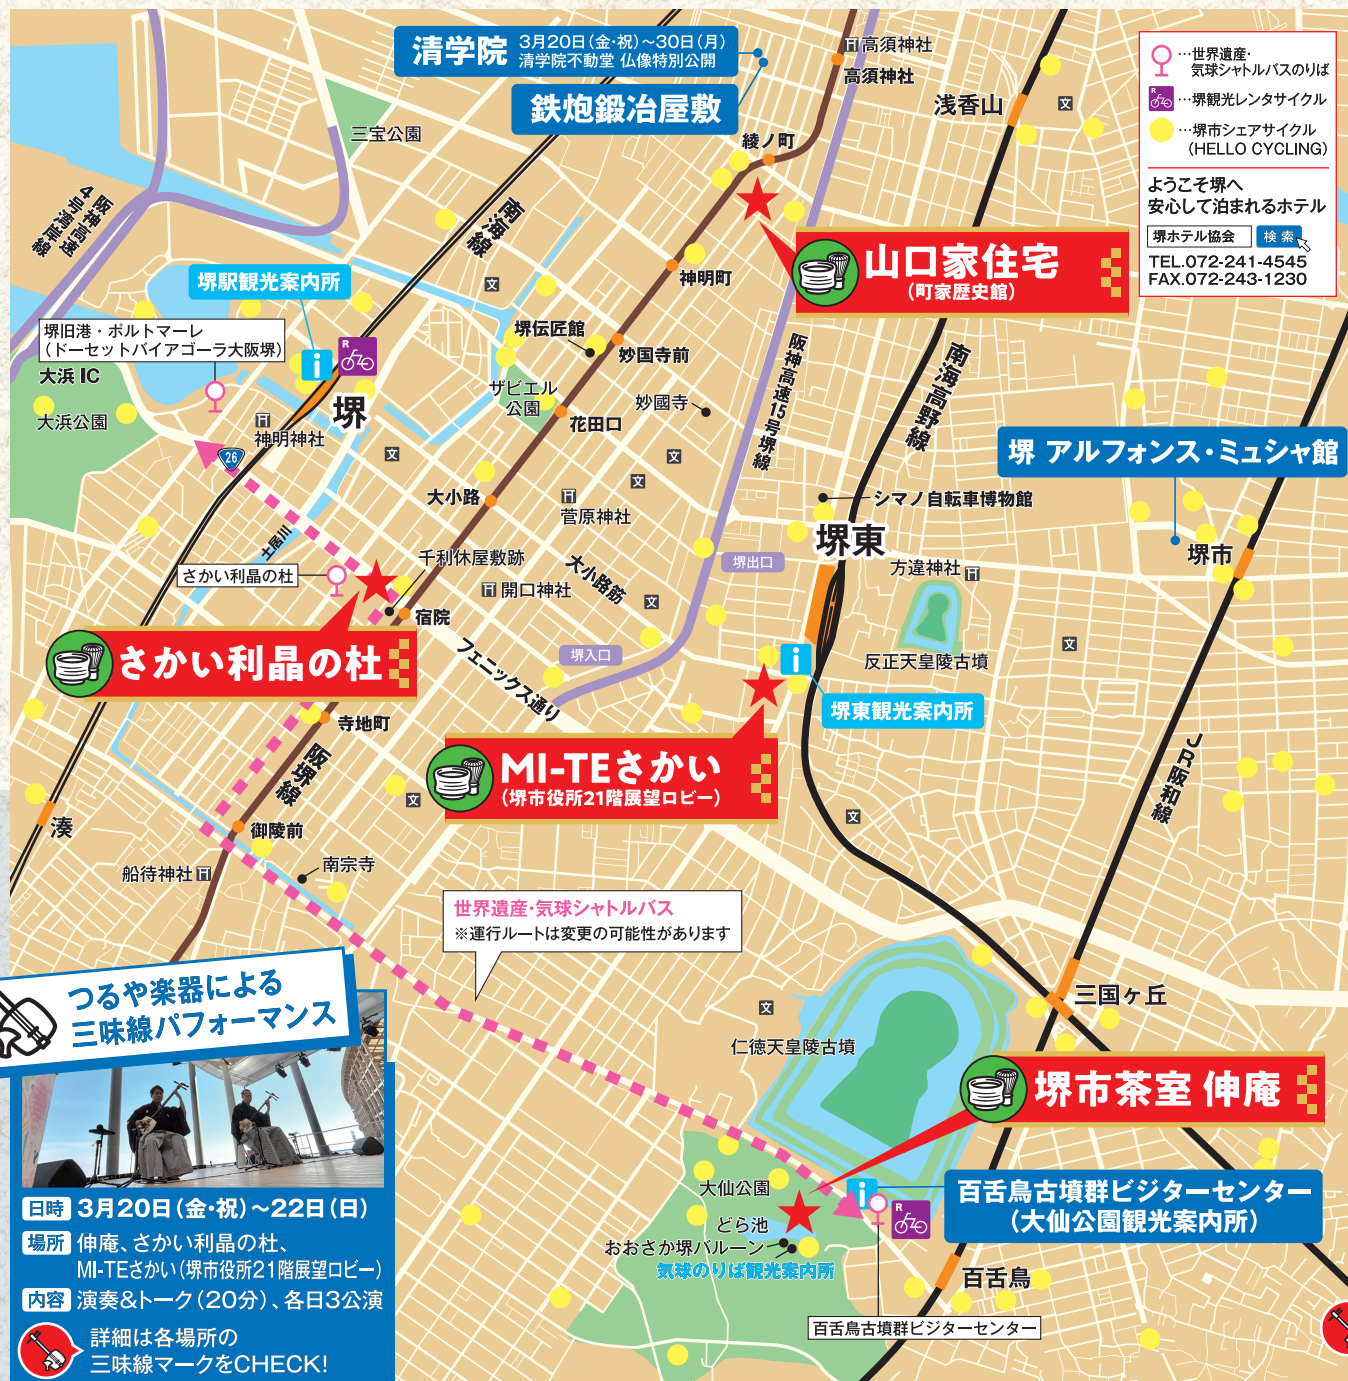 清学院
3月20日(金・祝)〜30日(月)
清学院不動堂 仏像特別公開
鉄炮鍛冶屋敷
高須神社
高須神社
浅香山
文
…世界遺産・
気球シャトルバスのりば
R
…堺観光レンタサイクル
…堺市シェアサイクル
(HELLO CYCLING)
ようこそ堺へ
安心して泊まれるホテル
堺ホテル協会 検索
TEL.072-241-4545
FAX.072-243-1230
三宝公園
綾ノ町
阪神高速
4号湾岸線
南海線
山口家住宅
(町家歴史館)
神明町
文
堺駅観光案内所
堺旧港・ポルトマーレ
(ドーセットバイアゴーラ大阪堺)
i
R
大浜 IC
大浜公園
堺
神明神社
26
堺伝匠館
妙国寺前
ザビエル
公園
花田口
妙國寺
阪神高速15号堺線
南海高野線
堺 アルフォンス・ミュシャ館
文
文
文
大小路
菅原神社
シマノ自転車博物館
堺東
堺市
土居川
千利休屋敷跡
さかい利晶の杜
開口神社
大小路筋
文
堺出口
方違神社
宿院
さかい利晶の杜
フェニックス通り
堺入口
i
反正天皇陵古墳
文
堺東観光案内所
寺地町
阪堺線
MI-TEさかい
(堺市役所21階展望ロビー)
JR阪和線
文
文
湊
御陵前
船待神社
南宗寺
世界遺産・気球シャトルバス
※運行ルートは変更の可能性があります
三国ヶ丘
文
仁徳天皇陵古墳
堺市茶室 伸庵
大仙公園
どら池
おおさか堺バルーン
気球のりば観光案内所
i
R
百舌鳥古墳群ビジターセンター
(大仙公園観光案内所)
百舌鳥
百舌鳥古墳群ビジターセンター
つるや楽器による
三味線パフォーマンス
日時 3月20日(金・祝)〜22日(日)
場所 伸庵、さかい利晶の杜、
MI-TEさかい(堺市役所21階展望ロビー)
内容 演奏&トーク(20分)、各日3公演
詳細は各場所の
三味線マークをCHECK!